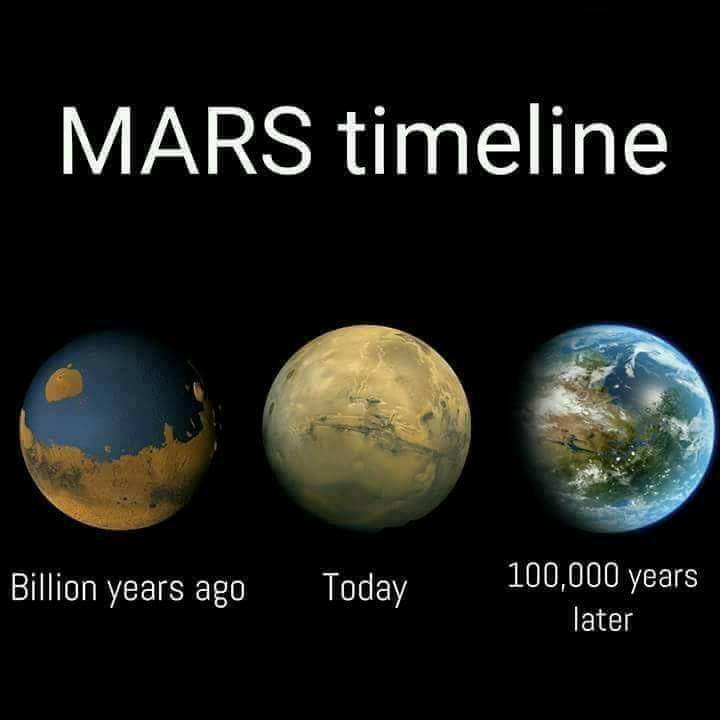 MARS timeline
Billion years ago
Today
100,000 years
later